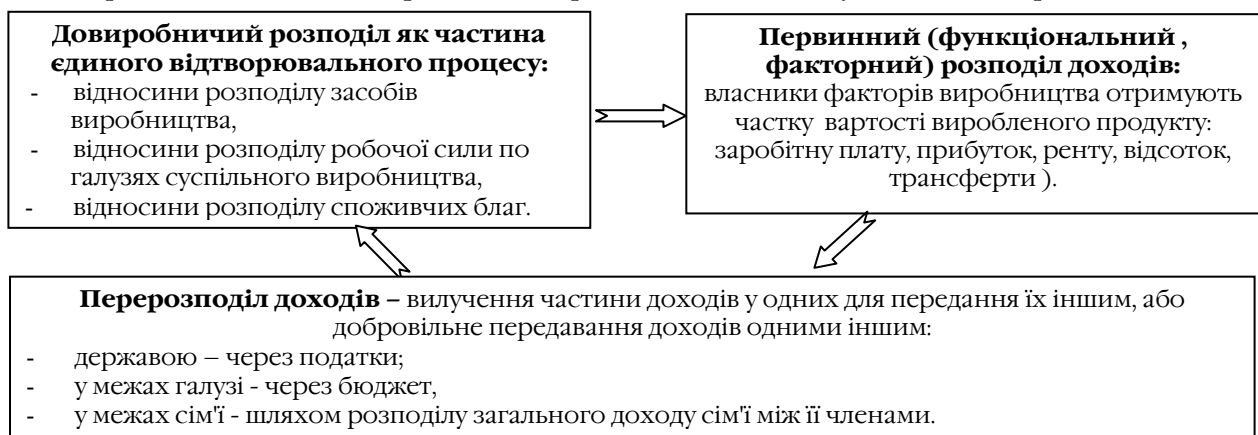 Довиробничий розподіл як частина
єдиного відтворювального процесу:
- відносини розподілу засобів
виробництва,
- відносини розподілу робочої сили по
галузях суспільного виробництва,
- відносини розподілу споживчих благ.
Первинний (функціональний ,
факторний) розподіл доходів:
власники факторів виробництва отримують
частку вартості виробленого продукту:
заробітну плату, прибуток, ренту, відсоток,
трансферти ).
Перерозподіл доходів – вилучення частини доходів у одних для передання їх іншим, або
добровільне передавання доходів одними іншим:
- державою – через податки;
- у межах галузі - через бюджет,
- у межах сім'ї - шляхом розподілу загального доходу сім'ї між її членами.